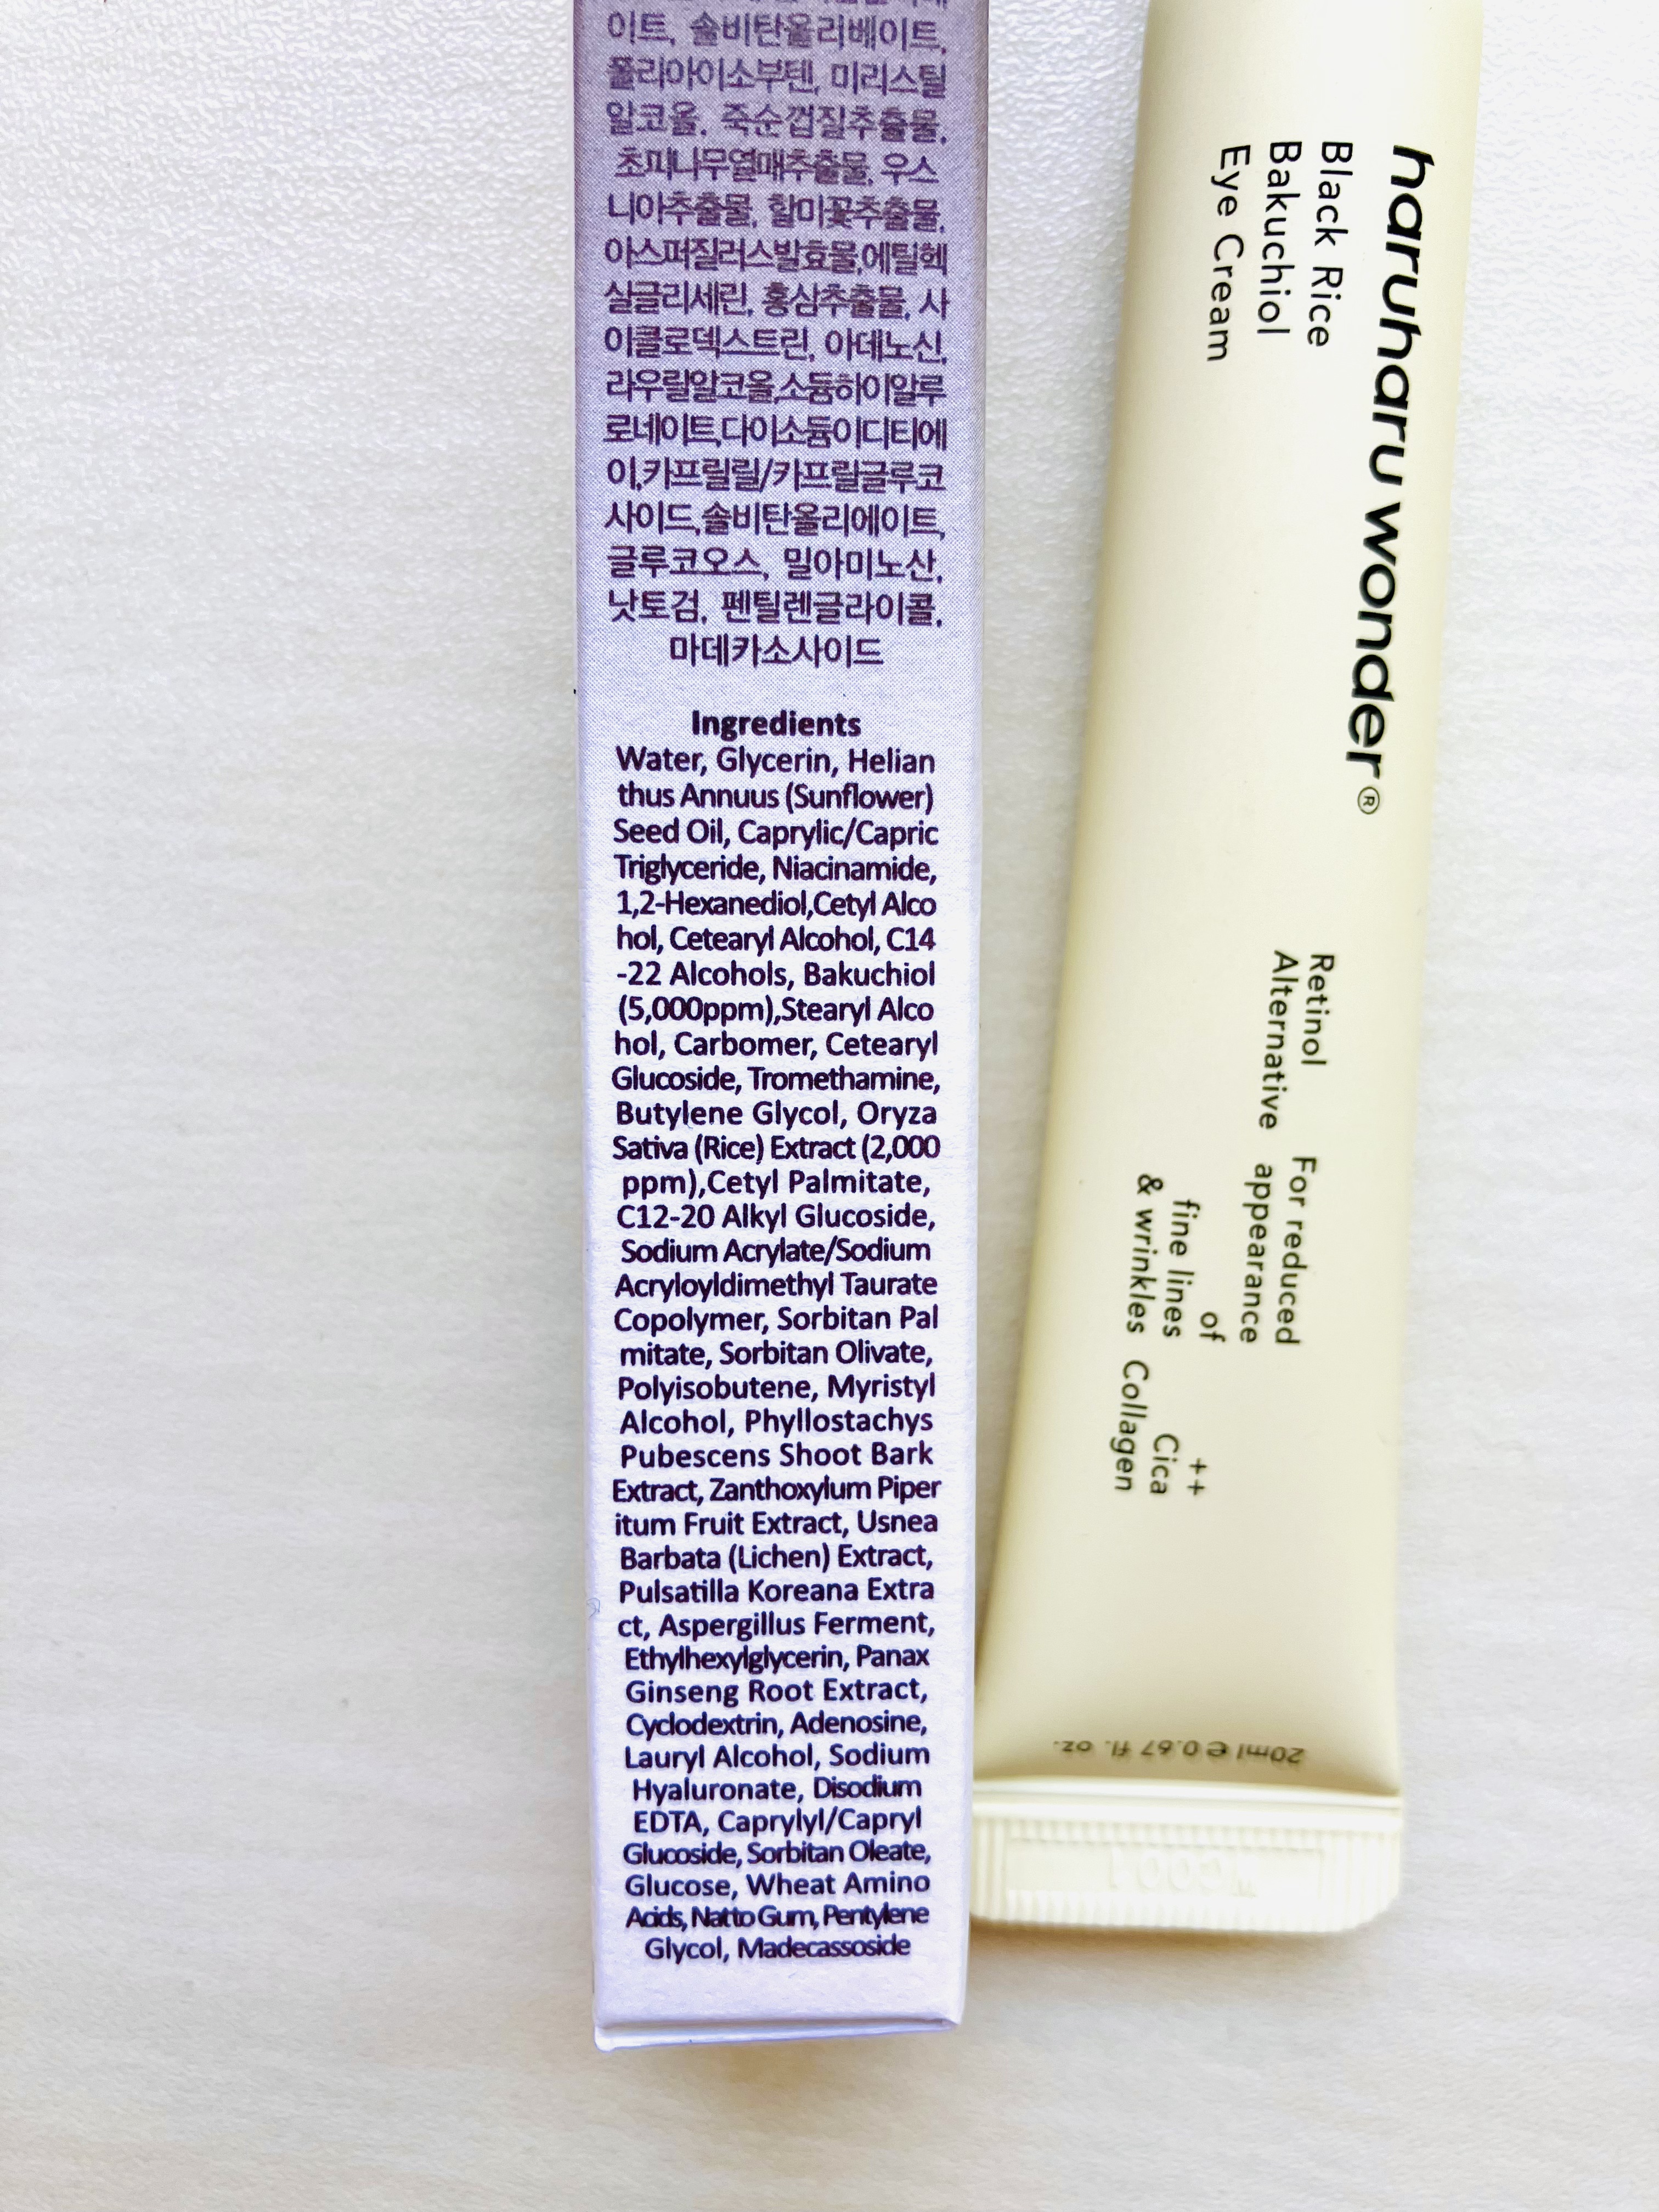 이트, 솔비탄올리베이트,
폴리아이소부텐, 미리스틸
알코올, 죽순껍질추출물,
초피나무열매추출물, 우스
니아추출물, 할미꽃추출물,
아스퍼질러스발효물,에틸헥
실글리세린, 홍삼추출물, 사
이클로덱스트린, 아데노신,
라우릴알코올,소듐하이알루
로네이트,다이소듐이디티에
이,카프릴릴/카프릴글루코
사이드,솔비탄올리에이트,
글루코오스, 밀아미노산,
낫토검, 펜틸렌글라이콜,
마데카소사이드
Ingredients
Water, Glycerin, Helian
thus Annuus (Sunflower)
Seed Oil, Caprylic/Capric
Triglyceride, Niacinamide,
1,2-Hexanediol,Cetyl Alco
hol, Cetearyl Alcohol, C14
-22 Alcohols, Bakuchiol
(5,000ppm),Stearyl Alco
hol, Carbomer, Cetearyl
Glucoside, Tromethamine,
Butylene Glycol, Oryza
Sativa (Rice) Extract (2,000
ppm),Cetyl Palmitate,
C12-20 Alkyl Glucoside,
Sodium Acrylate/Sodium
Acryloyldimethyl Taurate
Copolymer, Sorbitan Pal
mitate, Sorbitan Olivate,
Polyisobutene, Myristyl
Alcohol, Phyllostachys
Pubescens Shoot Bark
Extract, Zanthoxylum Piper
itum Fruit Extract, Usnea
Barbata (Lichen) Extract,
Pulsatilla Koreana Extra
ct, Aspergillus Ferment,
Ethylhexylglycerin, Panax
Ginseng Root Extract,
Cyclodextrin, Adenosine,
Lauryl Alcohol, Sodium
Hyaluronate, Disodium
EDTA, Caprylyl/Capryl
Glucoside, Sorbitan Oleate,
Glucose, Wheat Amino
Acids, Natto Gum, Pentylene
Glycol, Madecassoside
haruharu wonder®
Black Rice
Bakuchiol
Eye Cream
Retinol
Alternative
For reduced
appearance
of
fine lines
& wrinkles
++
Cica
Collagen
20ml ℮ 0.67 fl. oz.